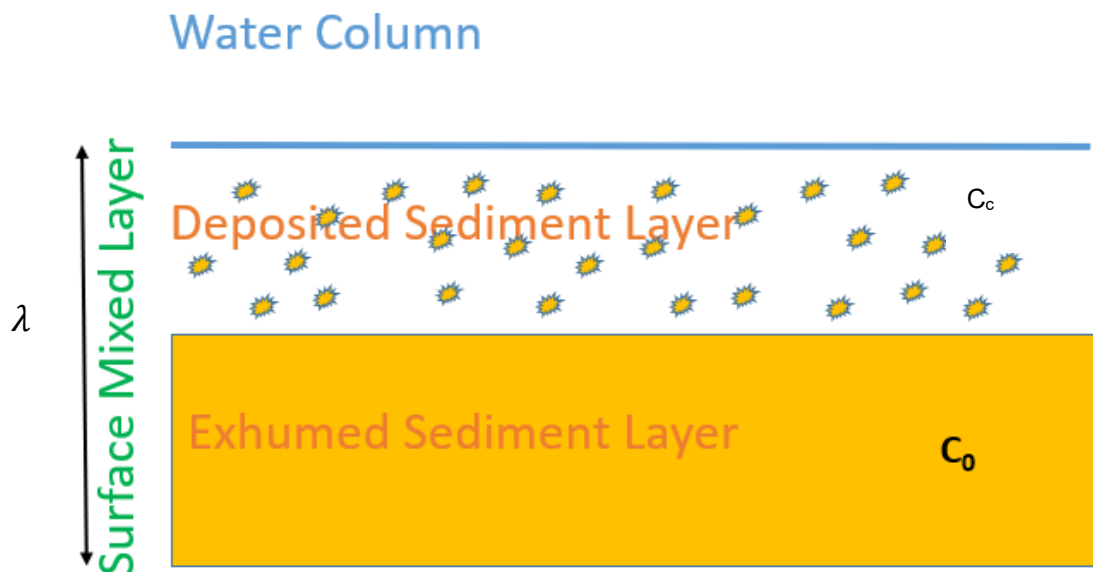 Water Column
Surface Mixed Layer
λ
Deposited Sediment Layer
Cc
Exhumed Sediment Layer
C0